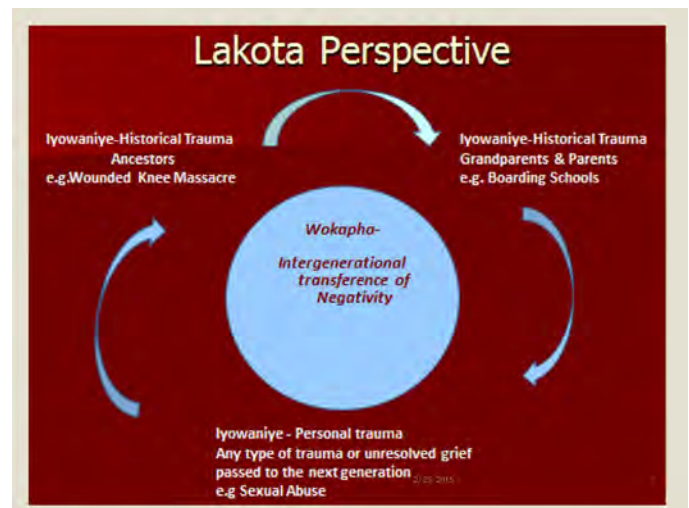 Lakota Perspective
Iyowaniye-Historical Trauma
Ancestors
e.g.Wounded Knee Massacre
Iyowaniye-Historical Trauma
Grandparents & Parents
e.g. Boarding Schools
Wokapha-
Intergenerational
transference of
Negativity
Iyowaniye - Personal trauma
Any type of trauma or unresolved grief
passed to the next generation
e.g Sexual Abuse